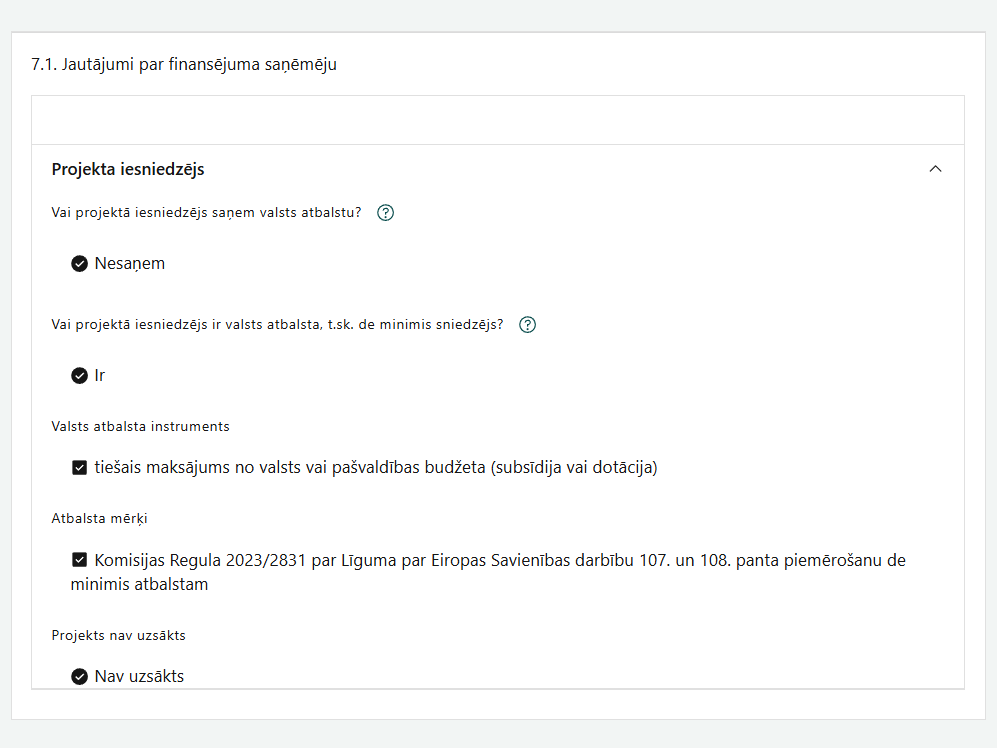 7.1. Jautājumi par finansējuma saņēmēju
Projekta iesniedzējs
Vai projektā iesniedzējs saņem valsts atbalstu?
Nesaņem
Vai projektā iesniedzējs ir valsts atbalsta, t.sk. de minimis sniedzējs?
Ir
Valsts atbalsta instruments
tiešais maksājums no valsts vai pašvaldības budžeta (subsīdija vai dotācija)
Atbalsta mērķi
Komisijas Regula 2023/2831 par Līguma par Eiropas Savienības darbību 107. un 108. panta piemērošanu de
minimis atbalstam
Projekts nav uzsākts
Nav uzsākts